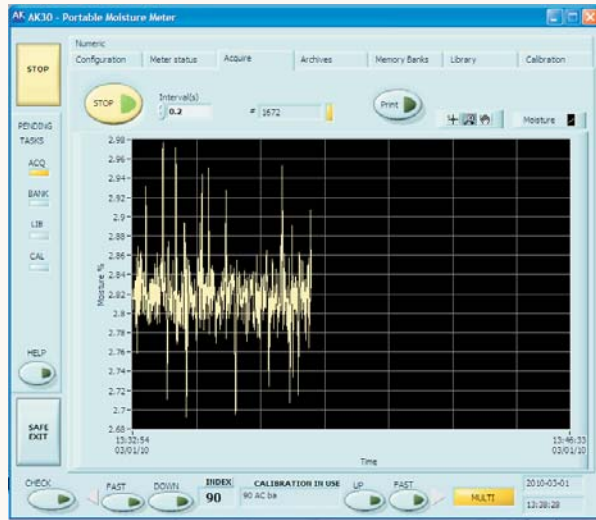 AK30 - Portable Moisture Meter
Numeric
Configuration Meter status Acquire Archives Memory Banks Library Calibration
STOP
STOP
Interval(s)
0.2
# 1672
Print
Moisture
PENDING
TASKS
ACQ
BANK
LIB
CAL
HELP
SAFE
EXIT
Moisture %
2.98
2.96
2.94
2.92
2.9
2.88
2.86
2.84
2.82
2.8
2.78
2.76
2.74
2.72
2.7
2.68
13:32:54
03/01/10
13:46:33
03/01/10
Time
CHECK
FAST
DOWN
INDEX
90
CALIBRATION IN USE
90 AC ba
UP
FAST
MULTI
2010-03-01
13:39:28